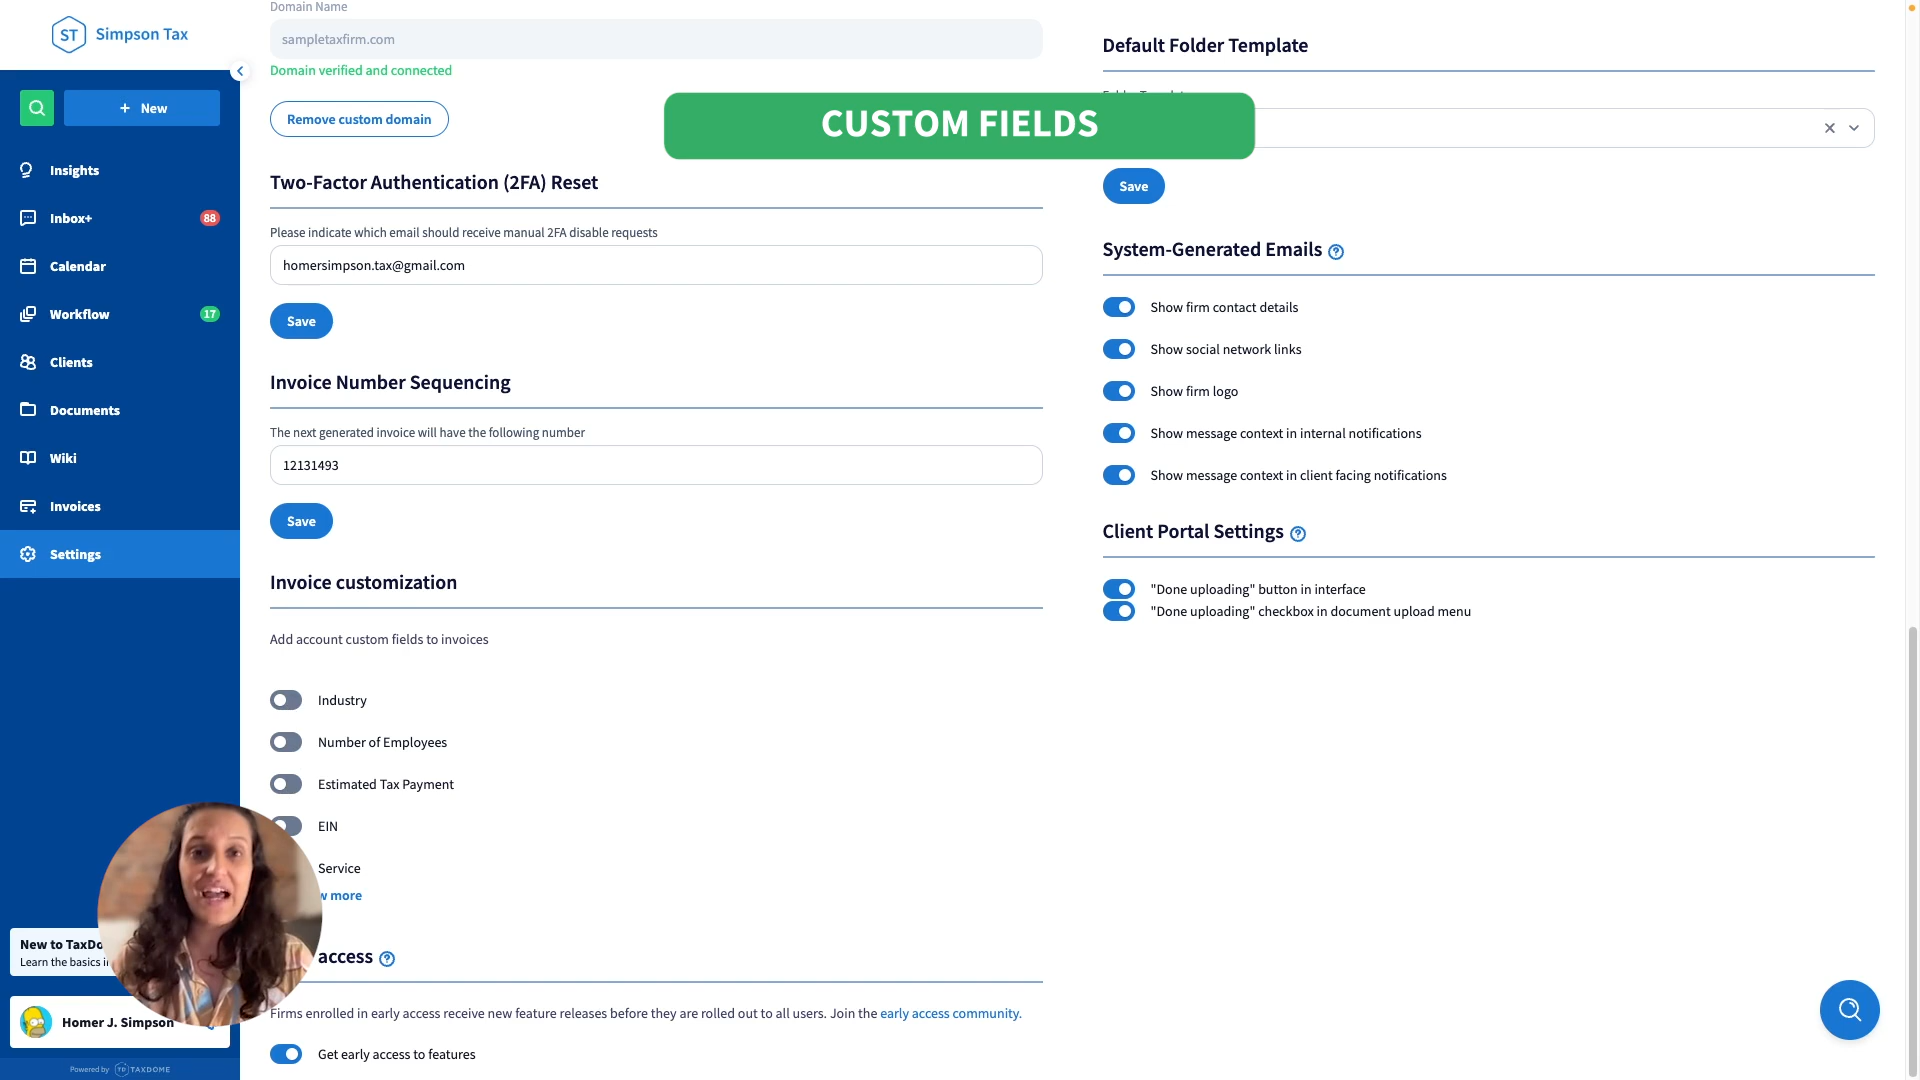 ST Simpson Tax
+ New
Insights
Inbox+ 88
Calendar
Workflow 17
Clients
Documents
Wiki
Invoices
Settings
New to TaxDo
Learn the basics
Homer J. Simpson
Powered by TD TAXDOME
Domain Name
sampletaxfirm.com
Domain verified and connected
Remove custom domain
Two-Factor Authentication (2FA) Reset
Please indicate which email should receive manual 2FA disable requests
homersimpson.tax@gmail.com
Save
Invoice Number Sequencing
The next generated invoice will have the following number
12131493
Save
Invoice customization
Add account custom fields to invoices
Industry
Number of Employees
Estimated Tax Payment
EIN
Service
w more
access
Firms enrolled in early access receive new feature releases before they are rolled out to all users. Join the early access community.
Get early access to features
CUSTOM FIELDS
Default Folder Template
Save
System-Generated Emails
Show firm contact details
Show social network links
Show firm logo
Show message context in internal notifications
Show message context in client facing notifications
Client Portal Settings
"Done uploading" button in interface
"Done uploading" checkbox in document upload menu